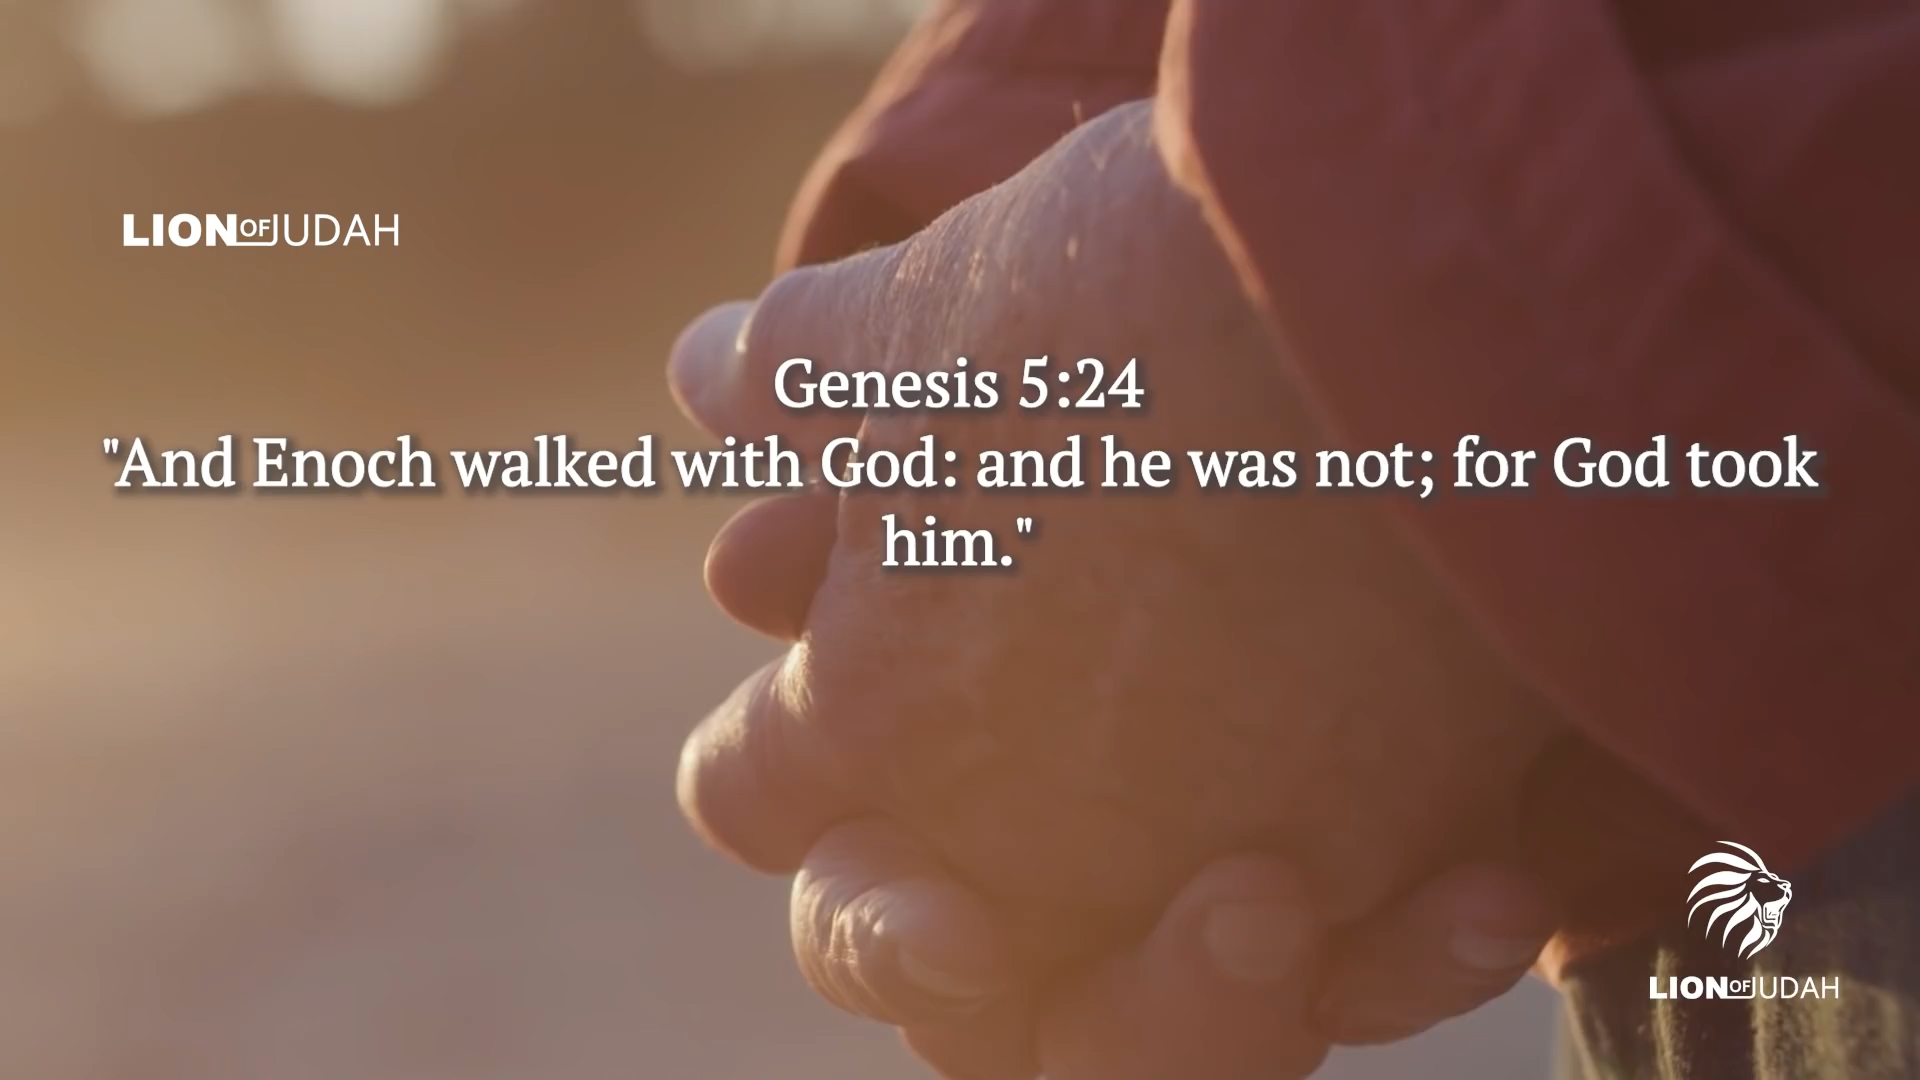 LION OF JUDAH
Genesis 5:24
"And Enoch walked with God: and he was not; for God took
him."
LION OF JUDAH